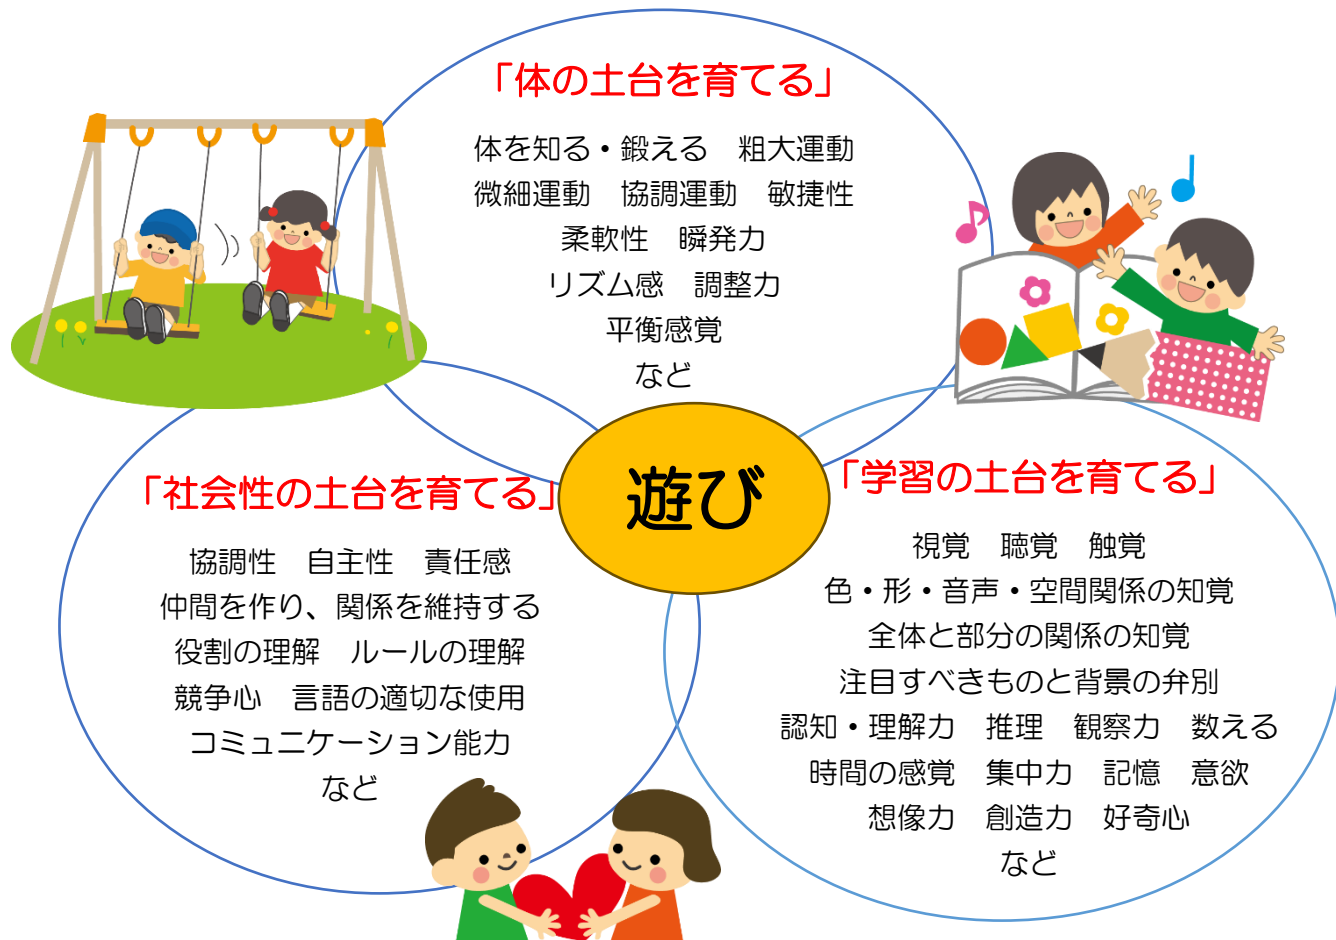 「体の土台を育てる」
体を知る・鍛える　粗大運動
微細運動　協調運動　敏捷性
柔軟性　瞬発力
リズム感　調整力
平衡感覚
など
遊び
「社会性の土台を育てる」
協調性　自主性　責任感
仲間を作り、関係を維持する
役割の理解　ルールの理解
競争心　言語の適切な使用
コミュニケーション能力
など
「学習の土台を育てる」
視覚　聴覚　触覚
色・形・音声・空間関係の知覚
全体と部分の関係の知覚
注目すべきものと背景の弁別
認知・理解力　推理　観察力　数える
時間の感覚　集中力　記憶　意欲
想像力　創造力　好奇心
など